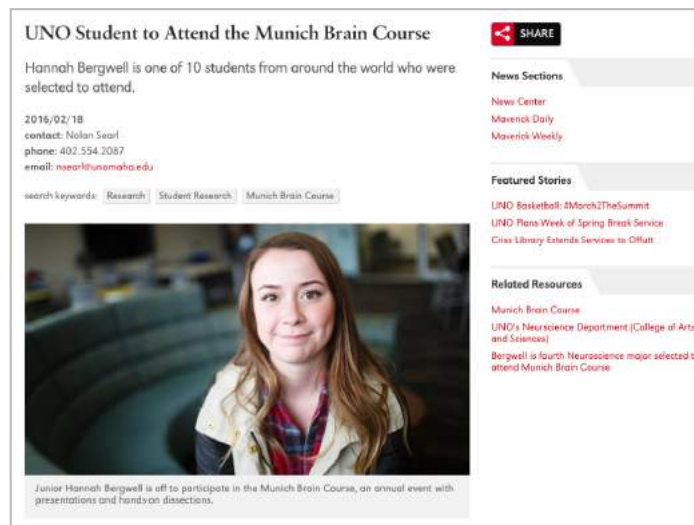 UNO Student to Attend the Munich Brain Course
Hannah Bergwell is one of 10 students from around the world who were
selected to attend.
2016/02/18
contact: Nolan Searl
phone: 402.554.2087
email: nsearl@unomaha.edu
search keywords: Research Student Research Munich Brain Course
Junior Hannah Bergwell is off to participate in the Munich Brain Course, an annual event with
presentations and hands-on dissections.
SHARE
News Sections
News Center
Maverick Daily
Maverick Weekly
Featured Stories
UNO Basketball: #March2TheSummit
UNO Plans Week of Spring Break Service
Criss Library Extends Services to Offutt
Related Resources
Munich Brain Course
UNO's Neurscience Department (College of Arts
and Sciences)
Bergwell is fourth Neuroscience major selected t
attend Munich Brain Course